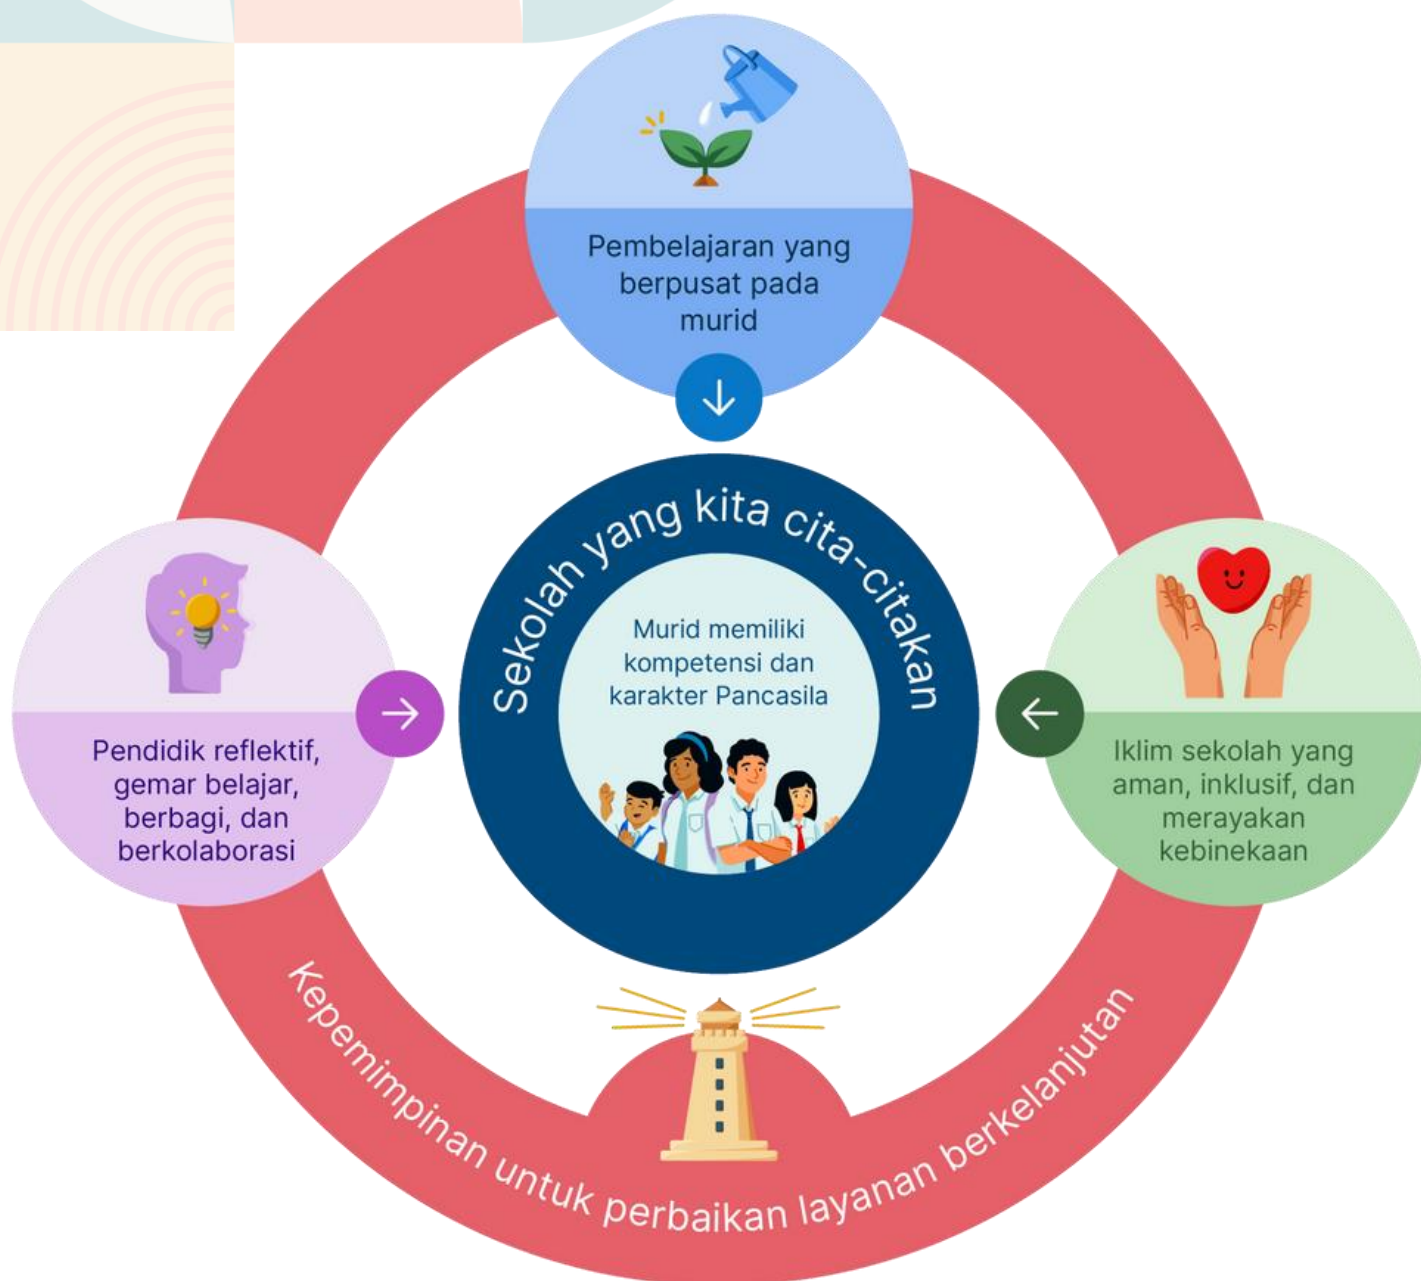 Pembelajaran yang
berpusat pada
murid
Sekolah yang kita cita-citakan
Murid memiliki
kompetensi dan
karakter Pancasila
Pendidik reflektif,
gemar belajar,
berbagi, dan
berkolaborasi
Iklim sekolah yang
aman, inklusif, dan
merayakan
kebinekaan
Kepemimpinan untuk perbaikan layanan berkelanjutan